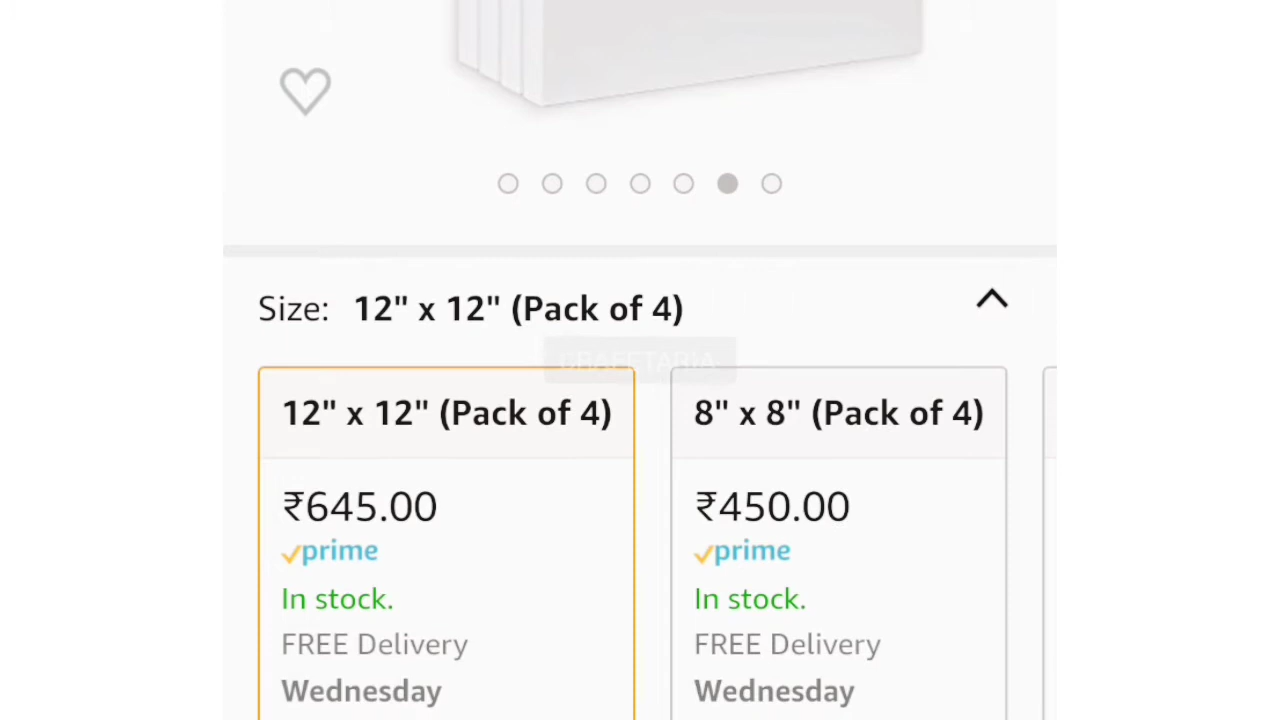 Size: 12" x 12" (Pack of 4)
CRAFETARIA
12" x 12" (Pack of 4)
8" x 8" (Pack of 4)
₹645.00
₹450.00
prime
prime
In stock.
In stock.
FREE Delivery
FREE Delivery
Wednesday
Wednesday